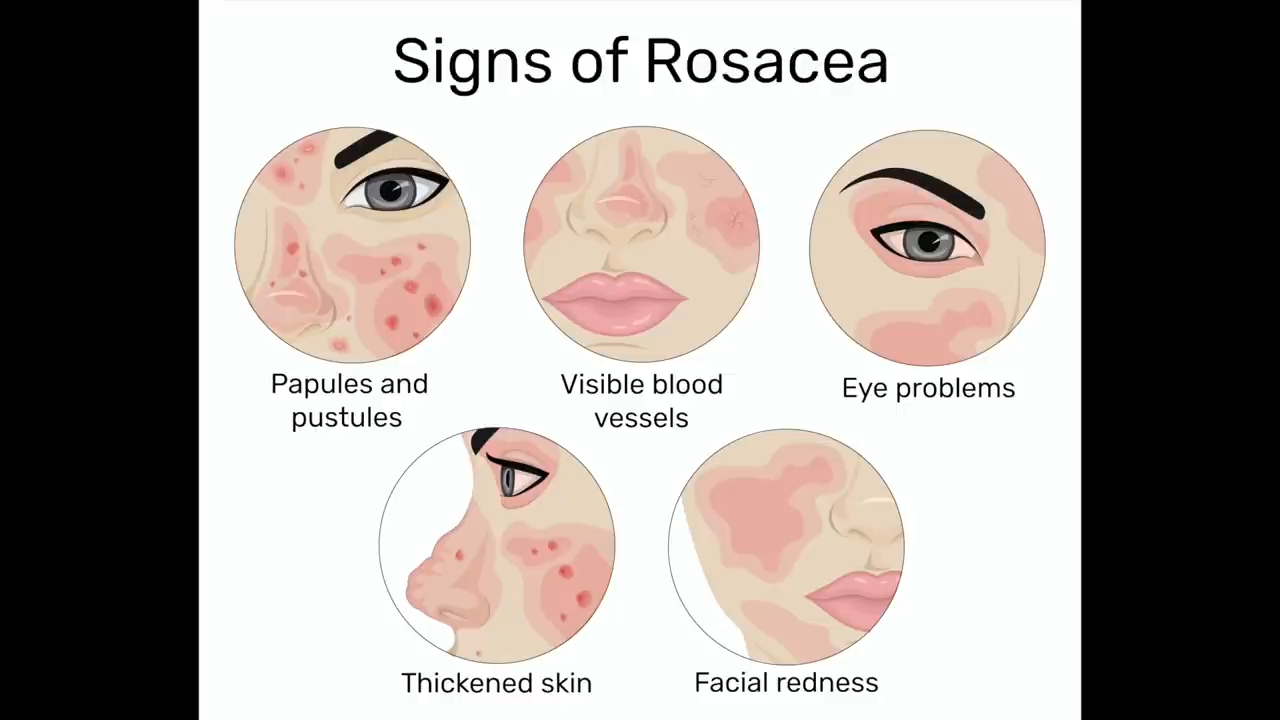 Signs of Rosacea
Papules and
pustules
Visible blood
vessels
Eye problems
Thickened skin
Facial redness